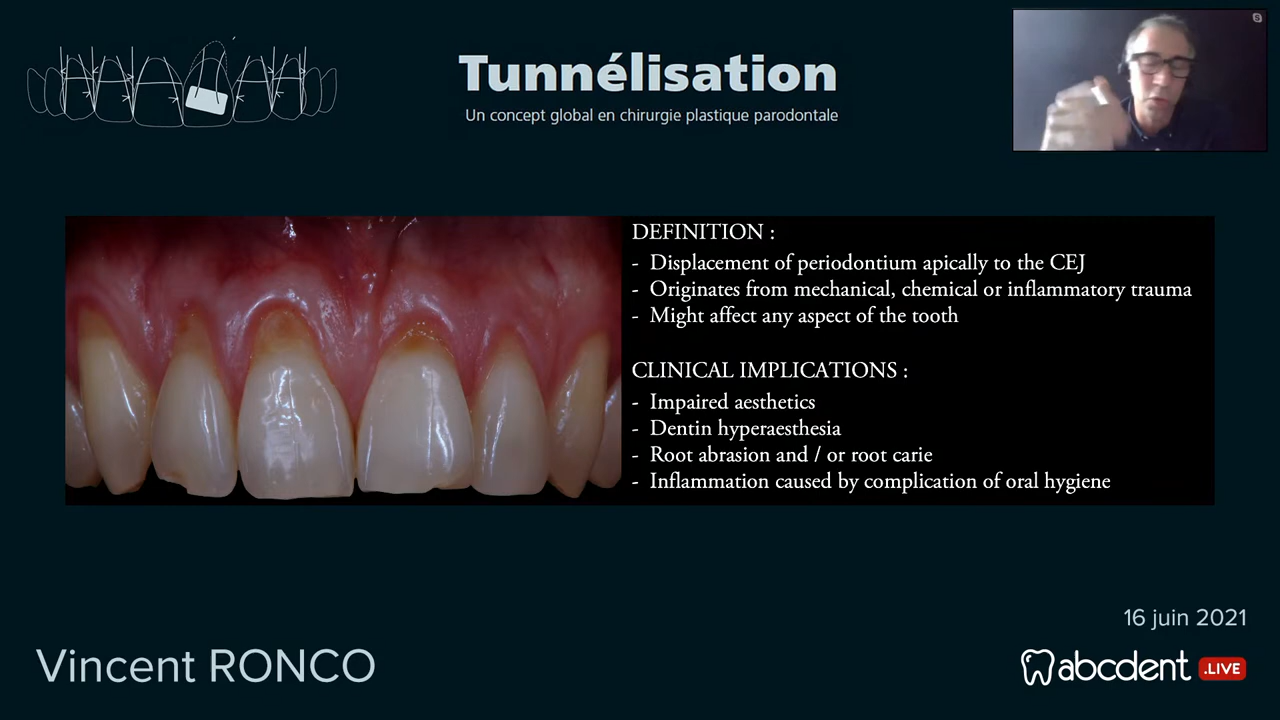 Tunnélisation
Un concept global en chirurgie plastique parodontale
DEFINITION :
- Displacement of periodontium apically to the CEJ
- Originates from mechanical, chemical or inflammatory trauma
- Might affect any aspect of the tooth
CLINICAL IMPLICATIONS :
- Impaired aesthetics
- Dentin hyperaesthesia
- Root abrasion and / or root carie
- Inflammation caused by complication of oral hygiene
16 juin 2021
Vincent RONCO
abcdent .LIVE